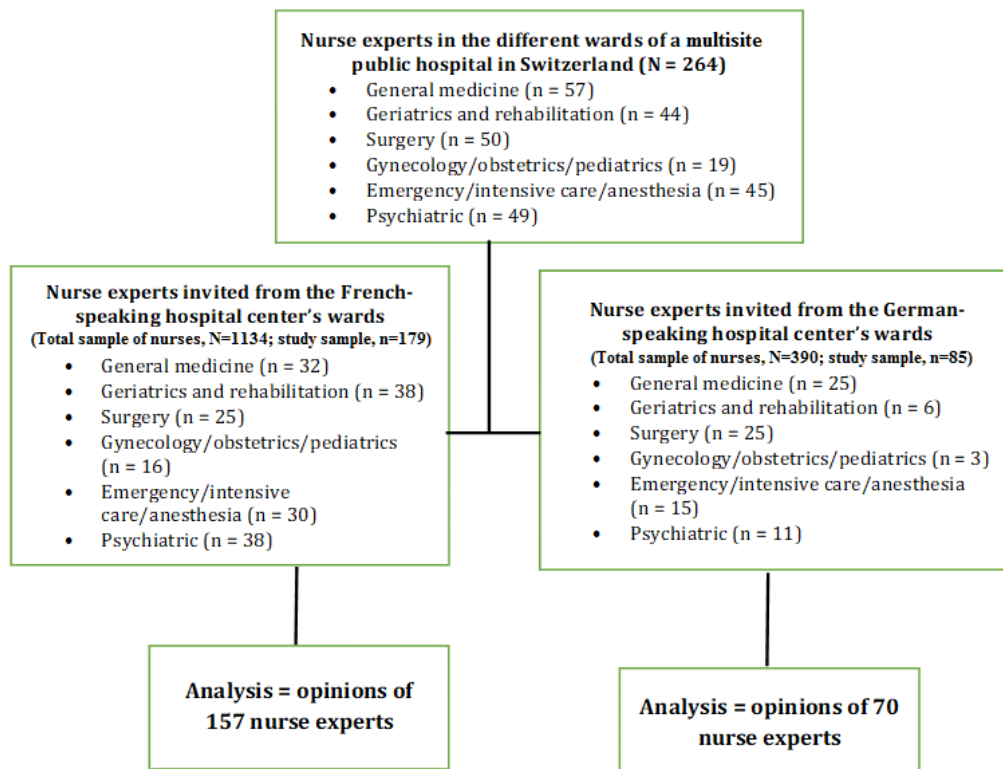 Nurse experts in the different wards of a multisite
public hospital in Switzerland (N = 264)
• General medicine (n = 57)
• Geriatrics and rehabilitation (n = 44)
• Surgery (n = 50)
• Gynecology/obstetrics/pediatrics (n = 19)
• Emergency/intensive care/anesthesia (n = 45)
• Psychiatric (n = 49)
Nurse experts invited from the French-
speaking hospital center's wards
(Total sample of nurses, N=1134; study sample, n=179)
• General medicine (n = 32)
• Geriatrics and rehabilitation (n = 38)
• Surgery (n = 25)
• Gynecology/obstetrics/pediatrics
(n = 16)
• Emergency/intensive
care/anesthesia (n = 30)
• Psychiatric (n = 38)
Nurse experts invited from the German-
speaking hospital center's wards
(Total sample of nurses, N=390; study sample, n=85)
• General medicine (n = 25)
• Geriatrics and rehabilitation (n = 6)
• Surgery (n = 25)
• Gynecology/obstetrics/pediatrics (n = 3)
• Emergency/intensive care/anesthesia
(n = 15)
• Psychiatric (n = 11)
Analysis = opinions of
157 nurse experts
Analysis = opinions of 70
nurse experts